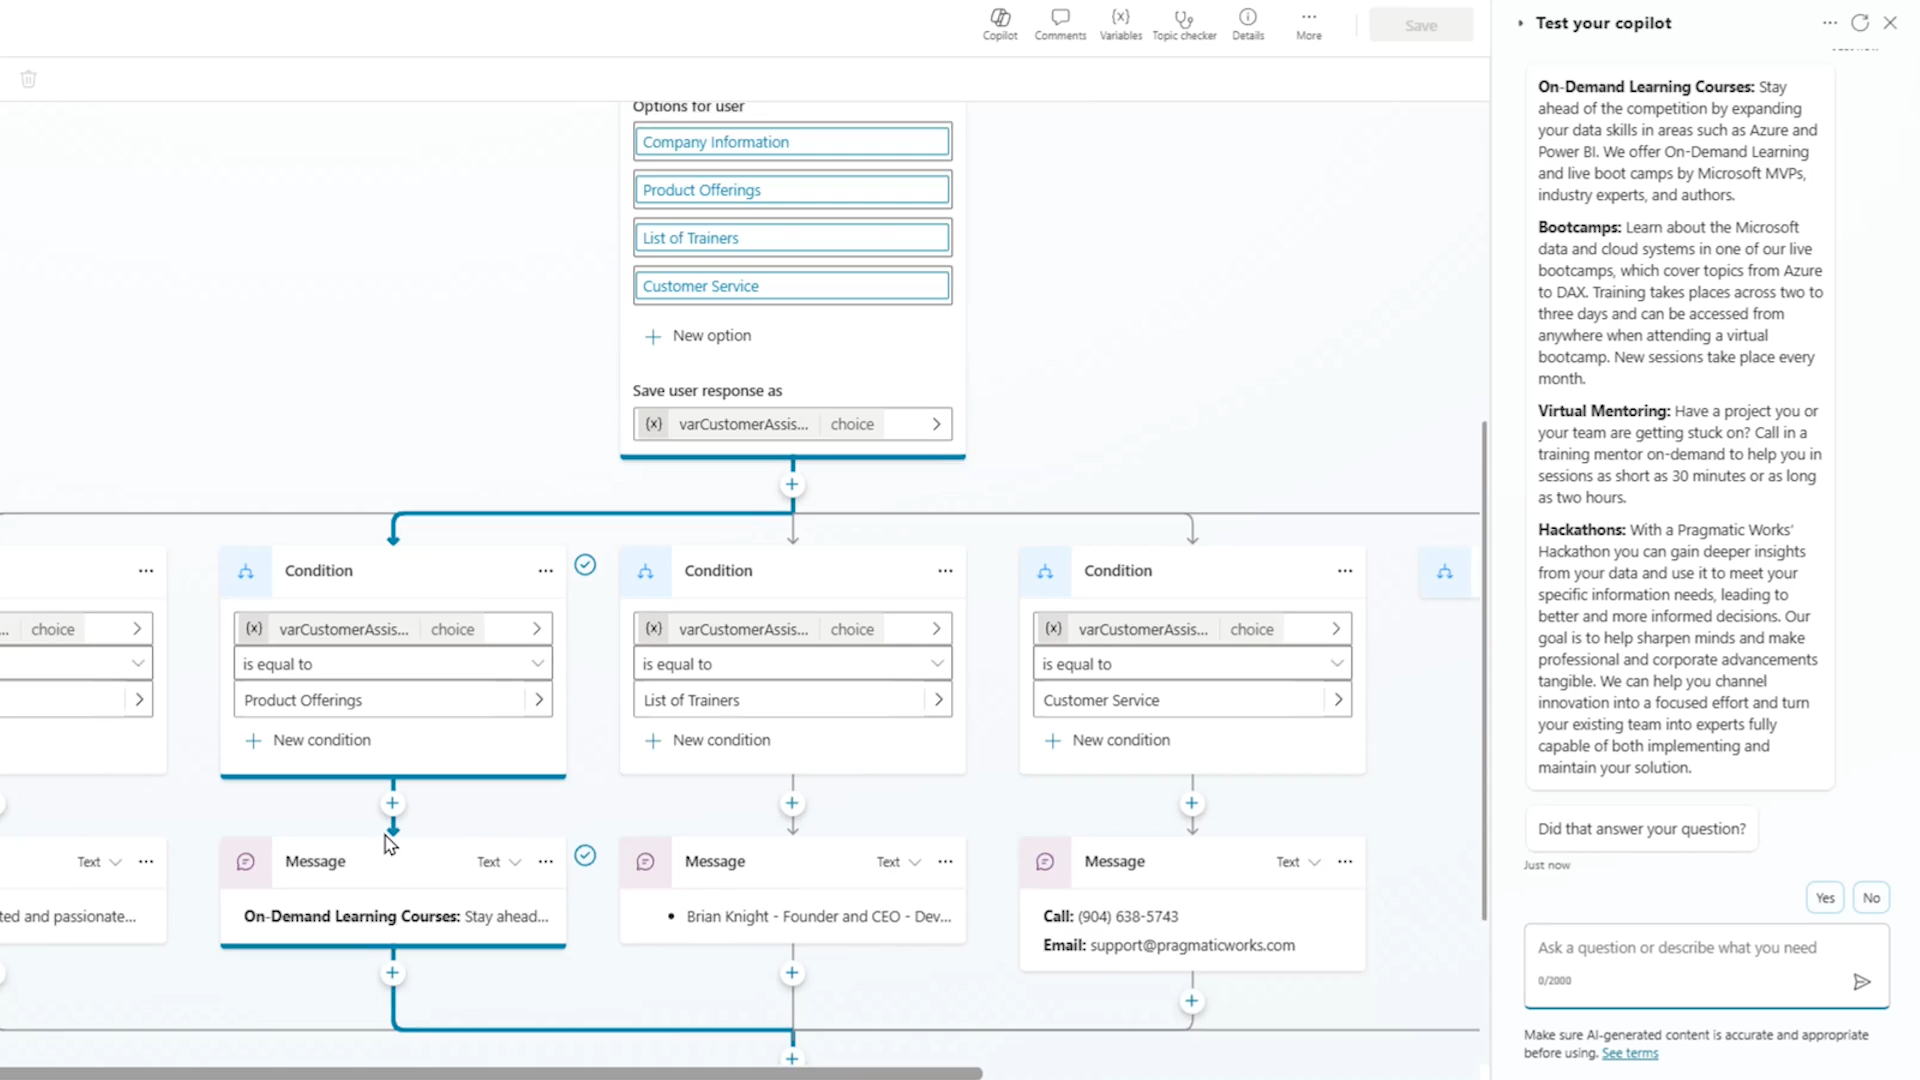 Copilot
Comments
{x}
Variables
Topic checker
Details
More
Save
Options for user
Company Information
Product Offerings
List of Trainers
Customer Service
New option
Save user response as
{x} varCustomerAssis... choice
... choice
Text
ted and passionate...
Condition
{x} varCustomerAssis... choice
is equal to
Product Offerings
New condition
Message Text
On-Demand Learning Courses: Stay ahead...
Condition
{x} varCustomerAssis... choice
is equal to
List of Trainers
New condition
Message Text
• Brian Knight - Founder and CEO - Dev...
Condition
{x} varCustomerAssis... choice
is equal to
Customer Service
New condition
Message Text
Call: (904) 638-5743
Email: support@pragmaticworks.com
Test your copilot
On-Demand Learning Courses: Stay
ahead of the competition by expanding
your data skills in areas such as Azure and
Power BI. We offer On-Demand Learning
and live boot camps by Microsoft MVPs,
industry experts, and authors.
Bootcamps: Learn about the Microsoft
data and cloud systems in one of our live
bootcamps, which cover topics from Azure
to DAX. Training takes places across two to
three days and can be accessed from
anywhere when attending a virtual
bootcamp. New sessions take place every
month.
Virtual Mentoring: Have a project you or
your team are getting stuck on? Call in a
training mentor on-demand to help you in
sessions as short as 30 minutes or as long
as two hours.
Hackathons: With a Pragmatic Works'
Hackathon you can gain deeper insights
from your data and use it to meet your
specific information needs, leading to
better and more informed decisions. Our
goal is to help sharpen minds and make
professional and corporate advancements
tangible. We can help you channel
innovation into a focused effort and turn
your existing team into experts fully
capable of both implementing and
maintain your solution.
Did that answer your question?
Just now
Yes
No
Ask a question or describe what you need
0/2000
Make sure AI-generated content is accurate and appropriate
before using. See terms